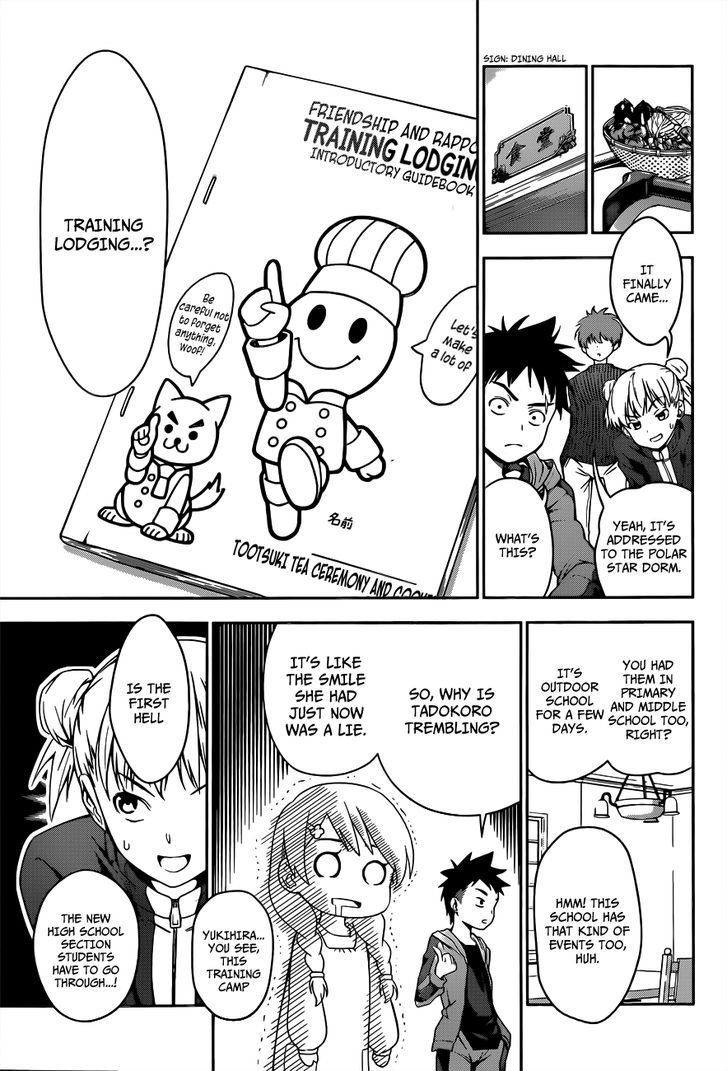 SIGN: DINING HALL
食堂
IT
FINALLY
CAME...
YEAH, IT'S
ADDRESSED
TO THE POLAR
STAR DORM.
WHAT'S
THIS?
FRIENDSHIP AND RAPPO
TRAINING LODGING
INTRODUCTORY GUIDEBOOK
Let's
make
a lot of
Be
careful not
to forget
anything,
Woof!
名前
TOOTSUKI TEA CEREMONY AND COOKI
TRAINING
LODGING...?
YOU HAD
THEM IN
PRIMARY
AND MIDDLE
SCHOOL TOO,
RIGHT?
IT'S
OUTDOOR
SCHOOL
FOR A FEW
DAYS.
HMM! THIS
SCHOOL HAS
THAT KIND OF
EVENTS TOO,
HUH.
SO, WHY IS
TADOKORO
TREMBLING?
IT'S LIKE
THE SMILE
SHE HAD
JUST NOW
WAS A LIE.
YUKIHIRA...
YOU SEE,
THIS
TRAINING
CAMP
IS THE
FIRST
HELL
THE NEW
HIGH SCHOOL
SECTION
STUDENTS
HAVE TO GO
THROUGH...!